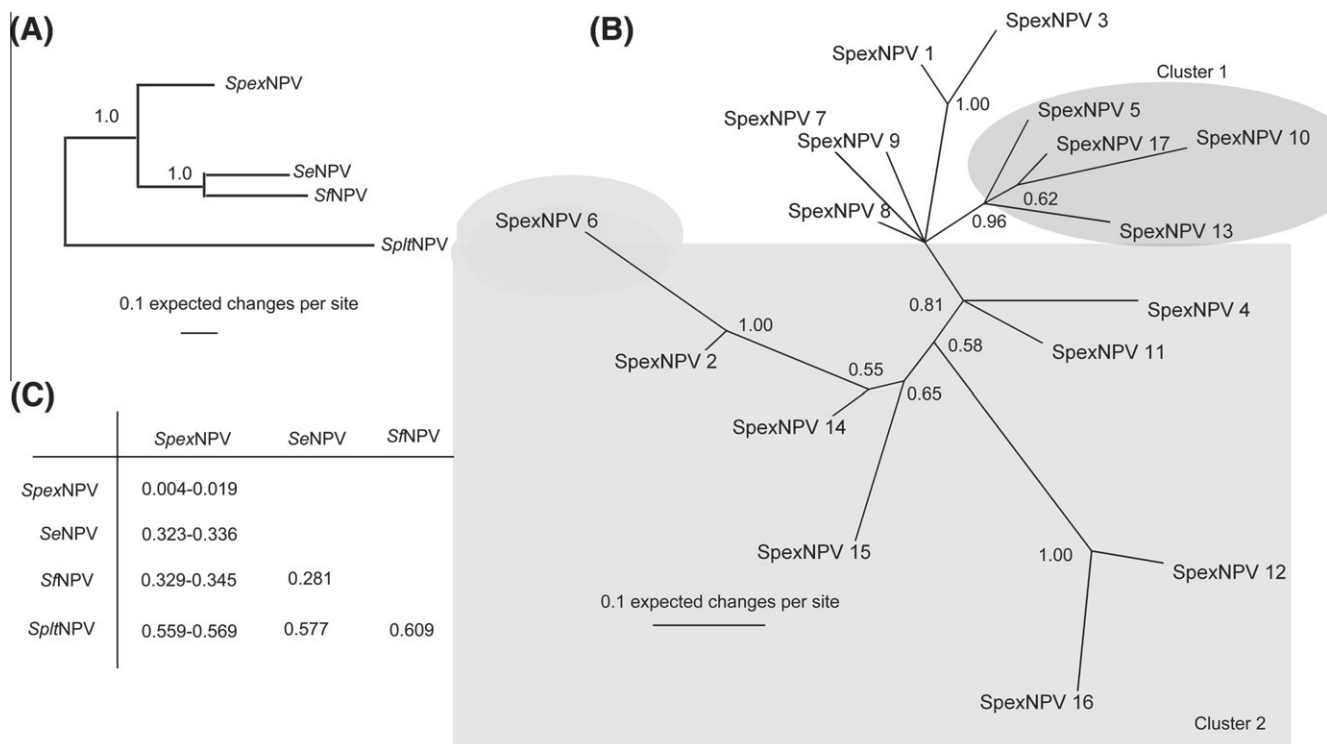 (A)
SpexNPV
1.0
1.0
SeNPV
SfNPV
SpltNPV
0.1 expected changes per site
(B)
SpexNPV 3
SpexNPV 1
1.00
Cluster 1
SpexNPV 5
SpexNPV 7
SpexNPV 9
SpexNPV 17
SpexNPV 10
0.62
SpexNPV 8
0.96
SpexNPV 13
SpexNPV 6
0.81
SpexNPV 4
1.00
SpexNPV 2
0.58
SpexNPV 11
0.55
0.65
SpexNPV 14
SpexNPV 15
1.00
SpexNPV 12
0.1 expected changes per site
SpexNPV 16
Cluster 2
(C)
SpexNPV SeNPV SfNPV
SpexNPV 0.004-0.019
SeNPV 0.323-0.336
SfNPV 0.329-0.345 0.281
SpltNPV 0.559-0.569 0.577 0.609